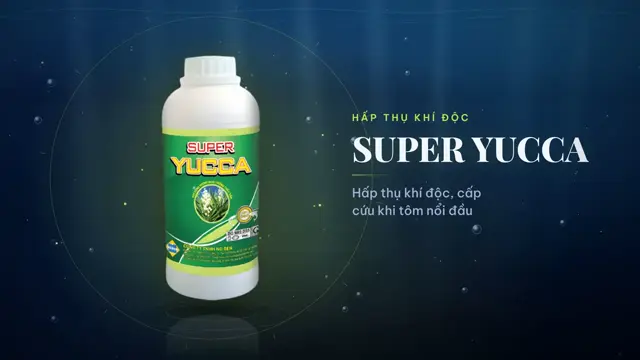 SUPER
YUCCA
HẤP THỤ KHÍ ĐỘC
SUPER YUCCA
Hấp thụ khí độc, cấp
cứu khi tôm nổi đầu